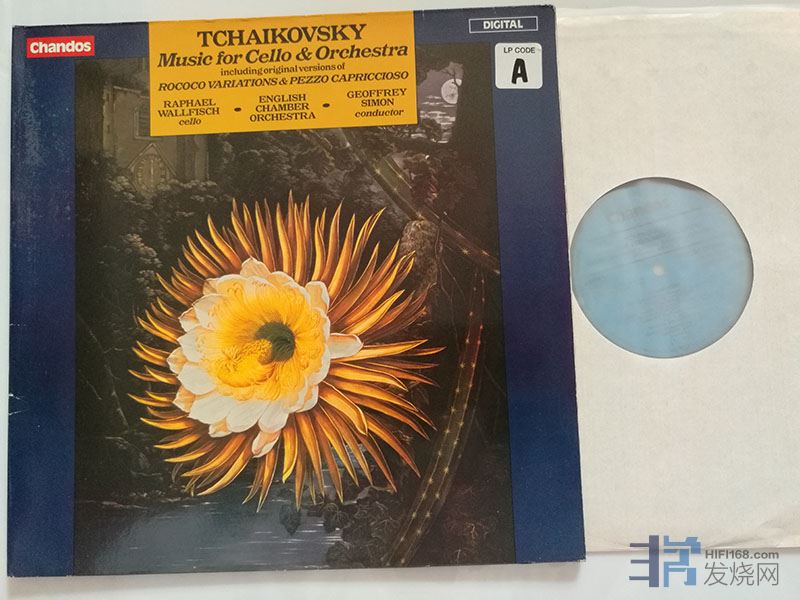 Chandos
TCHAIKOVSKY
Music for Cello & Orchestra
including original versions of
ROCOCO VARIATIONS & PEZZO CAPRICCIOSO
RAPHAEL
WALLFISCH
cello
ENGLISH
CHAMBER
ORCHESTRA
GEOFFREY
SIMON
conductor
DIGITAL
LP CODE
A
HIFI168.com
发烧网